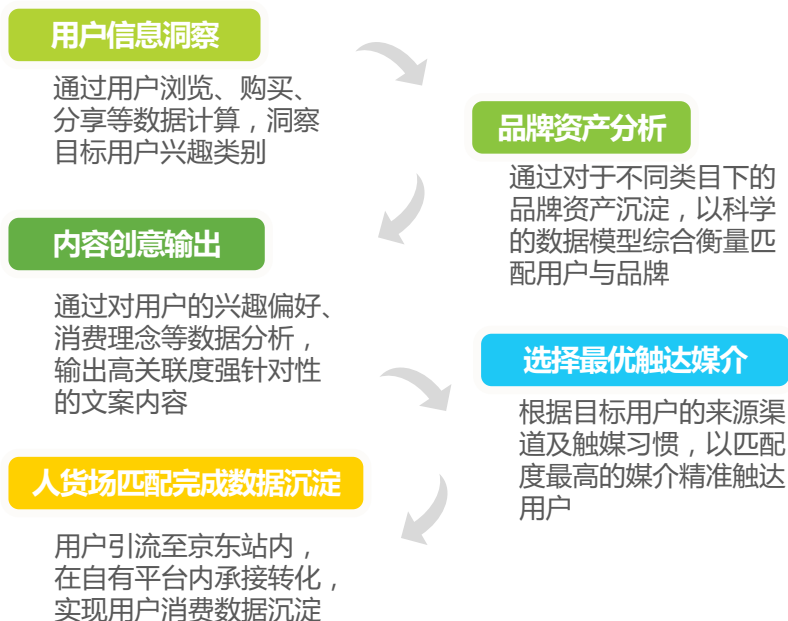 用户信息洞察
通过用户浏览、购买、
分享等数据计算，洞察
目标用户兴趣类别
品牌资产分析
通过对于不同类目下的
品牌资产沉淀，以科学
的数据模型综合衡量匹
配用户与品牌
内容创意输出
通过对用户的兴趣偏好、
消费理念等数据分析，
输出高关联度强针对性
的文案内容
选择最优触达媒介
根据目标用户的来源渠
道及触媒习惯，以匹配
度最高的媒介精准触达
用户
人货场匹配完成数据沉淀
用户引流至京东站内，
在自有平台内承接转化，
实现用户消费数据沉淀